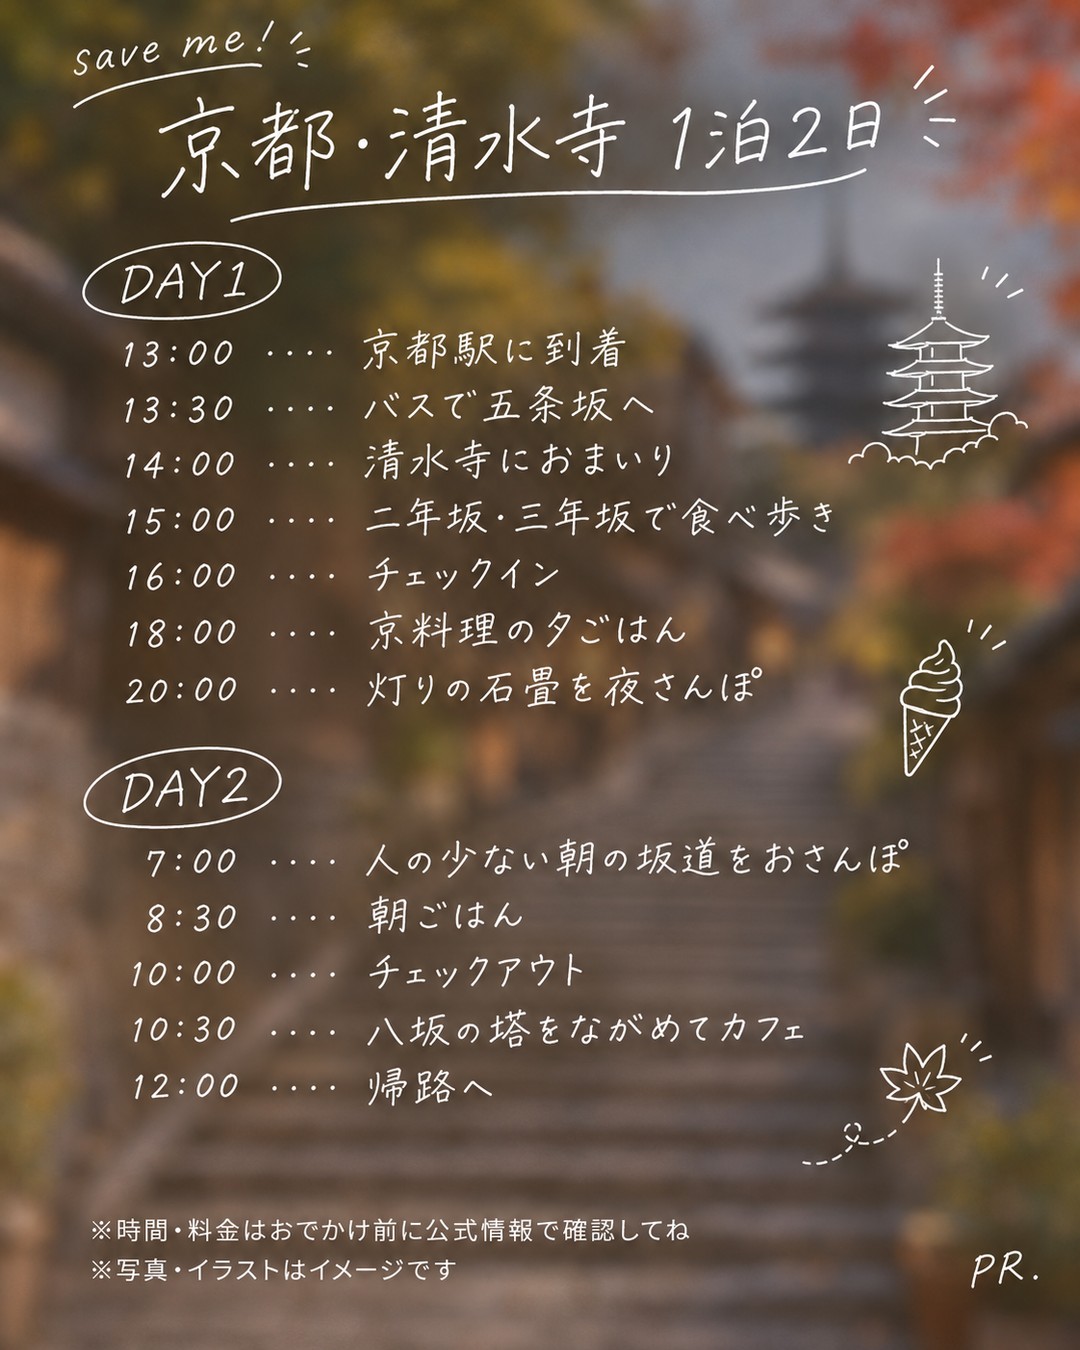 save me!
京都・清水寺 1泊2日
DAY1
13:00 ‥‥ 京都駅に到着
13:30 ‥‥ バスで五条坂へ
14:00 ‥‥ 清水寺におまいり
15:00 ‥‥ 二年坂・三年坂で食べ歩き
16:00 ‥‥ チェックイン
18:00 ‥‥ 京料理の夕ごはん
20:00 ‥‥ 灯りの石畳を夜さんぽ
DAY2
7:00 ‥‥ 人の少ない朝の坂道をおさんぽ
8:30 ‥‥ 朝ごはん
10:00 ‥‥ チェックアウト
10:30 ‥‥ 八坂の塔をながめてカフェ
12:00 ‥‥ 帰路へ
※時間・料金はおでかけ前に公式情報で確認してね
※写真・イラストはイメージです
PR.